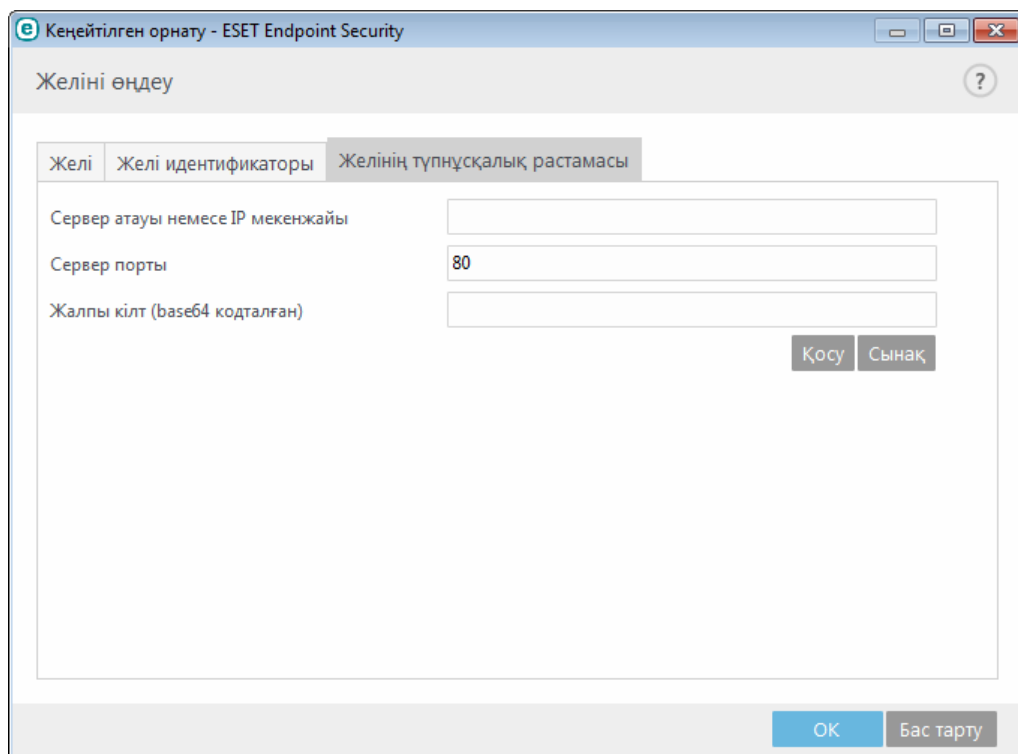 Кеңейтілген орнату - ESET Endpoint Security
Желіні өңдеу
?
Желі Желі идентификаторы Желінің түпнұсқалық растамасы
Сервер атауы немесе IP мекенжайы
Сервер порты 80
Жалпы кілт (base64 кодталған)
Қосу Сынақ
ОК Бас тарту